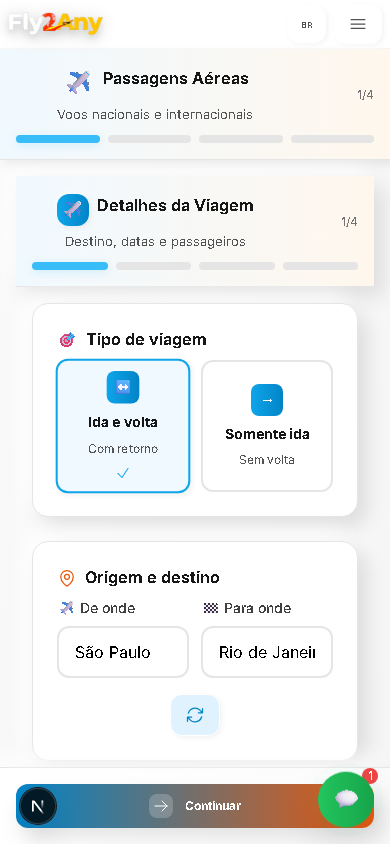 Fly2Any
BR
Passagens Aéreas
Voos nacionais e internacionais
1/4
Detalhes da Viagem
Destino, datas e passageiros
1/4
Tipo de viagem
Ida e volta
Com retorno
Somente ida
Sem volta
Origem e destino
De onde
Para onde
São Paulo
Rio de Janeir
N
Continuar
1